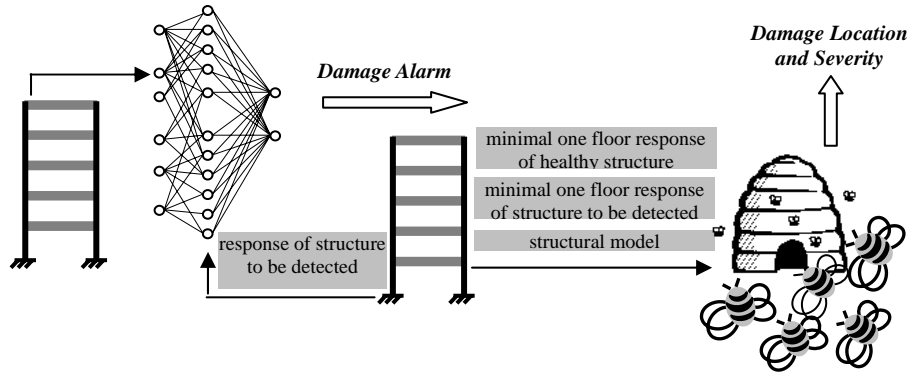 Damage Location
and Severity
Damage Alarm
minimal one floor response
of healthy structure
minimal one floor response
of structure to be detected
structural model
response of structure
to be detected